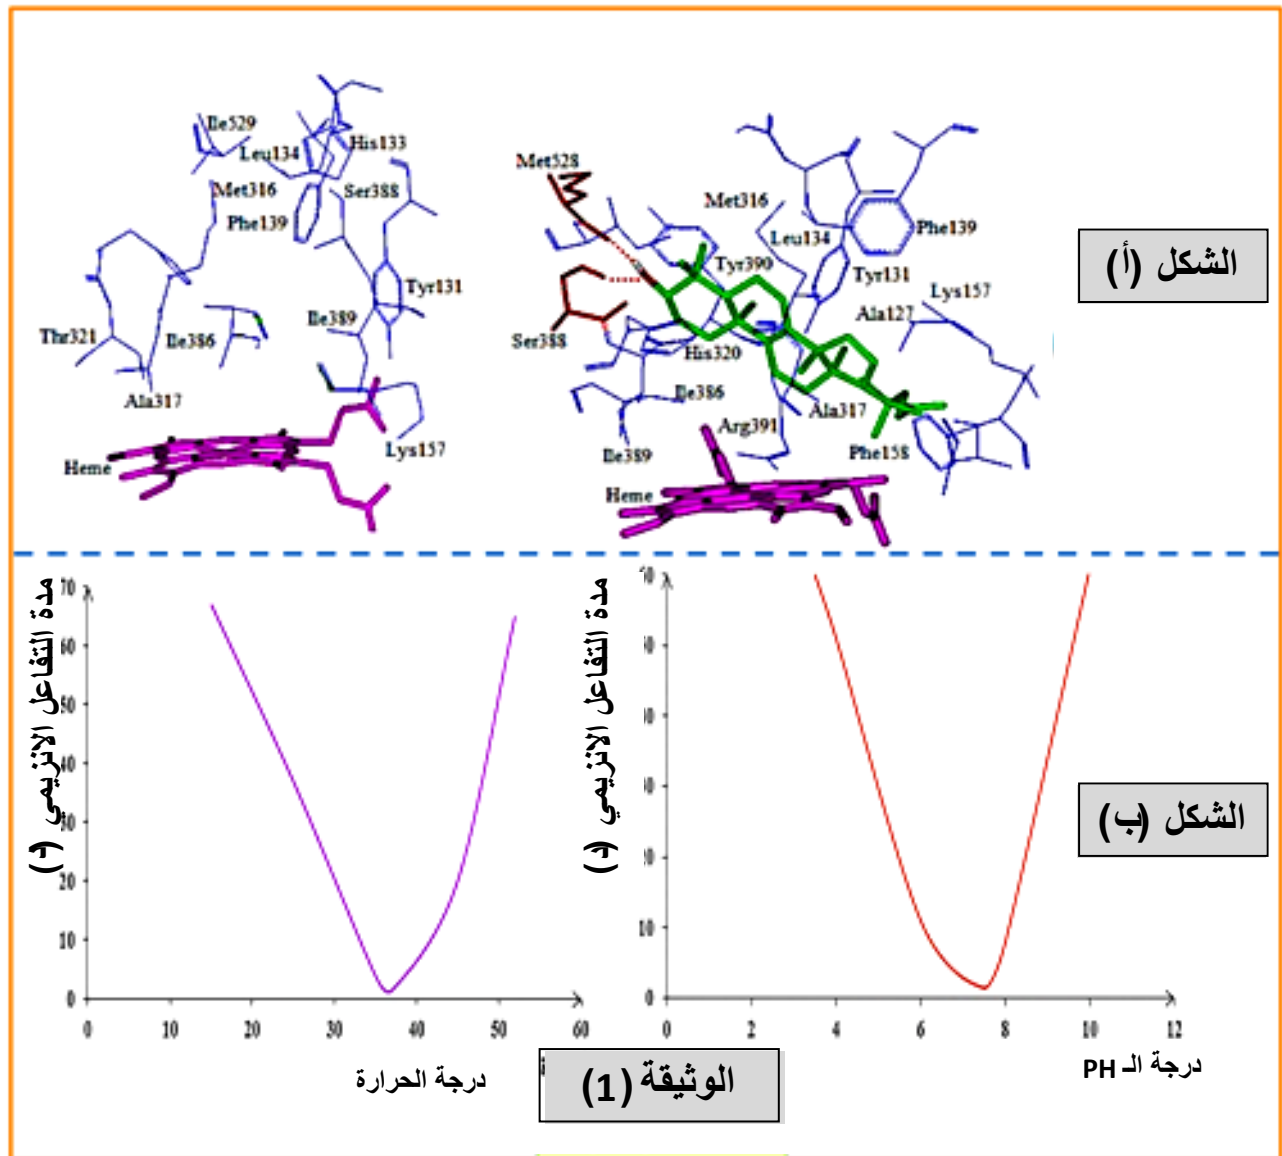 Ile529
Leu134
His133
Met316
Ser388
Phe139
Tyr131
Ile389
Thr321
Ile386
Ala317
Lys157
Heme
Met528
Met316
Leu134
Phe139
Tyr390
Tyr131
Lys157
Ala127
Ser388
His320
Ile386
Ala317
Arg391
Phe158
Ile389
Heme
الشكل (أ)
مدة التفاعل الانزيمي (د)
70
60
50
40
30
20
10
0
0 10 20 30 40 50 60
درجة الحرارة
مدة التفاعل الانزيمي (د)
20
10
0
0 2 4 6 8 10 12
درجة الـ PH
الشكل (ب)
الوثيقة (1)